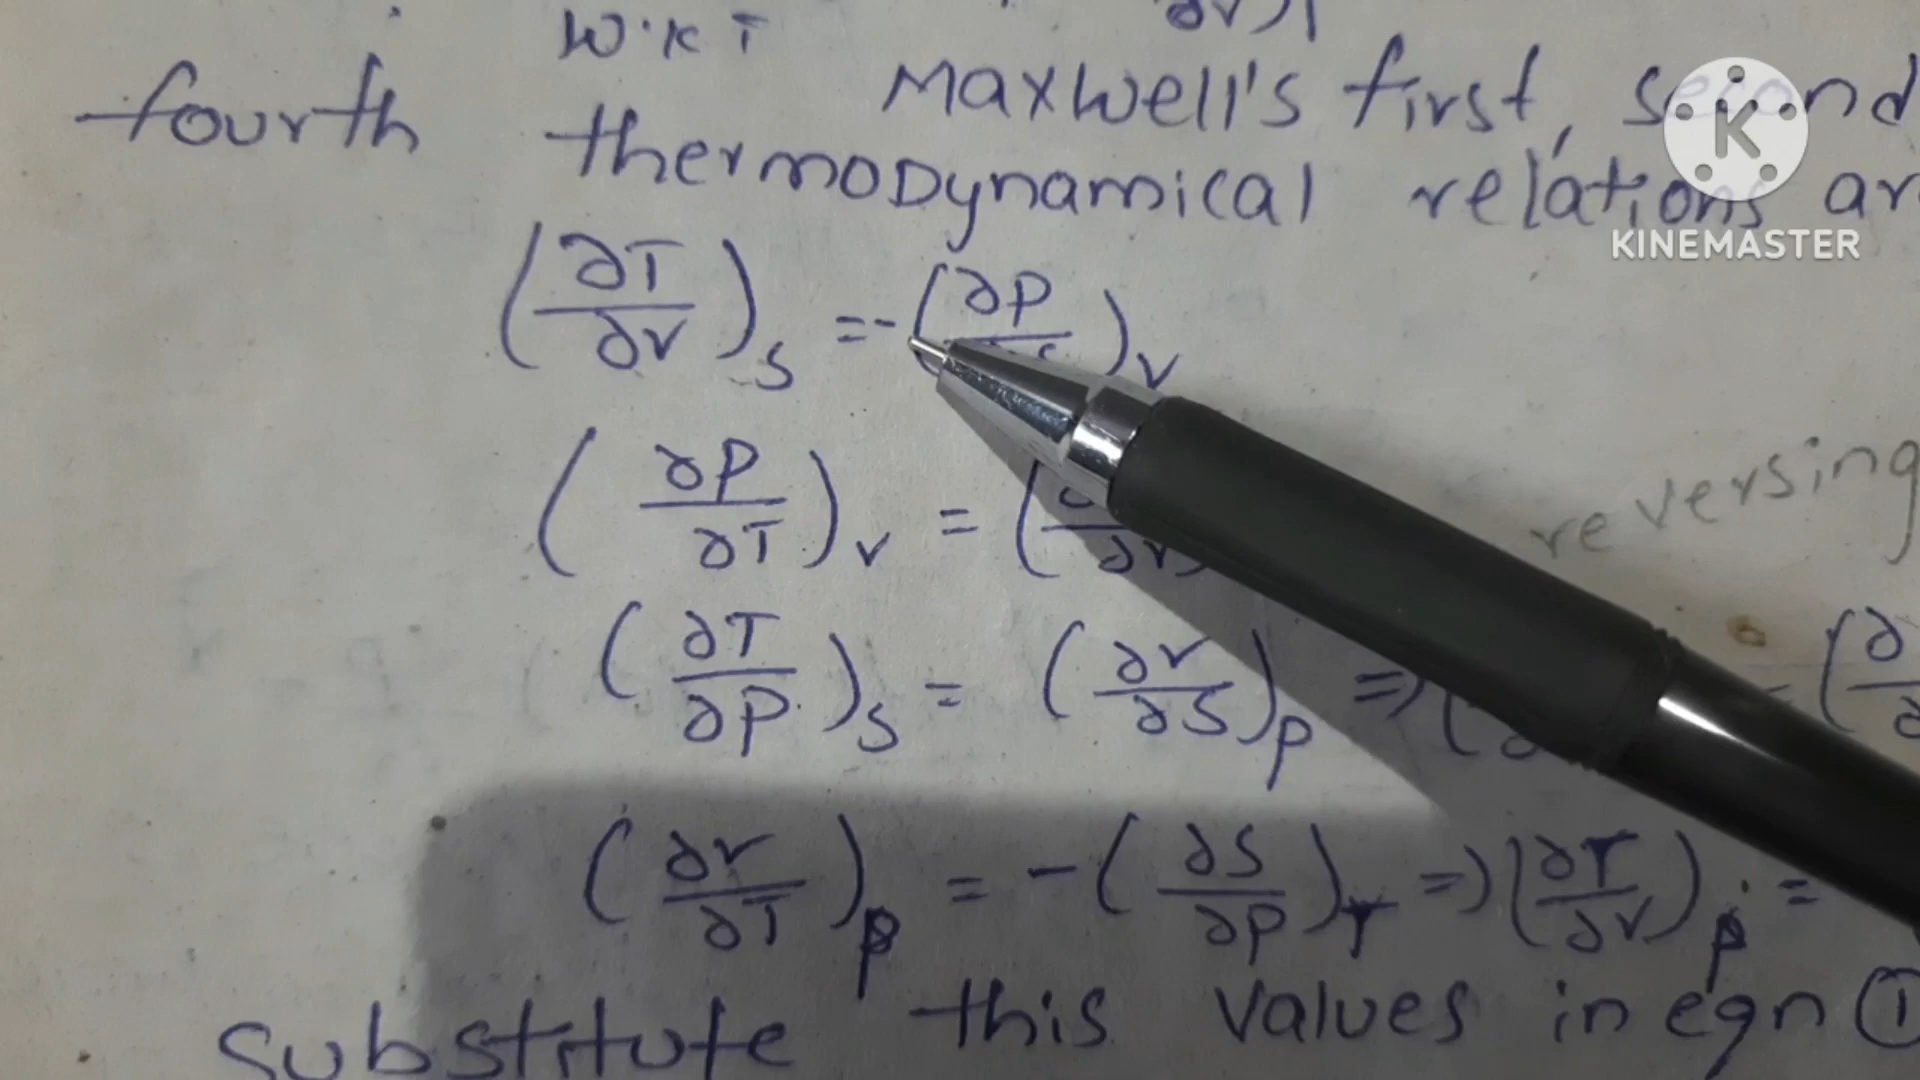 W.K.T ∂V)T
Maxwell's first, second
fourth thermodynamical relations ar
KINEMASTER
(∂T/∂V)S = -(∂P/∂S)V
(∂P/∂T)V = (∂ /∂V)
reversing
(∂T/∂P)S = (∂V/∂S)P ⇒ (
(∂V/∂T)P = -(∂S/∂P)T ⇒ (∂T/∂V)P =
substitute this values in eqn ①